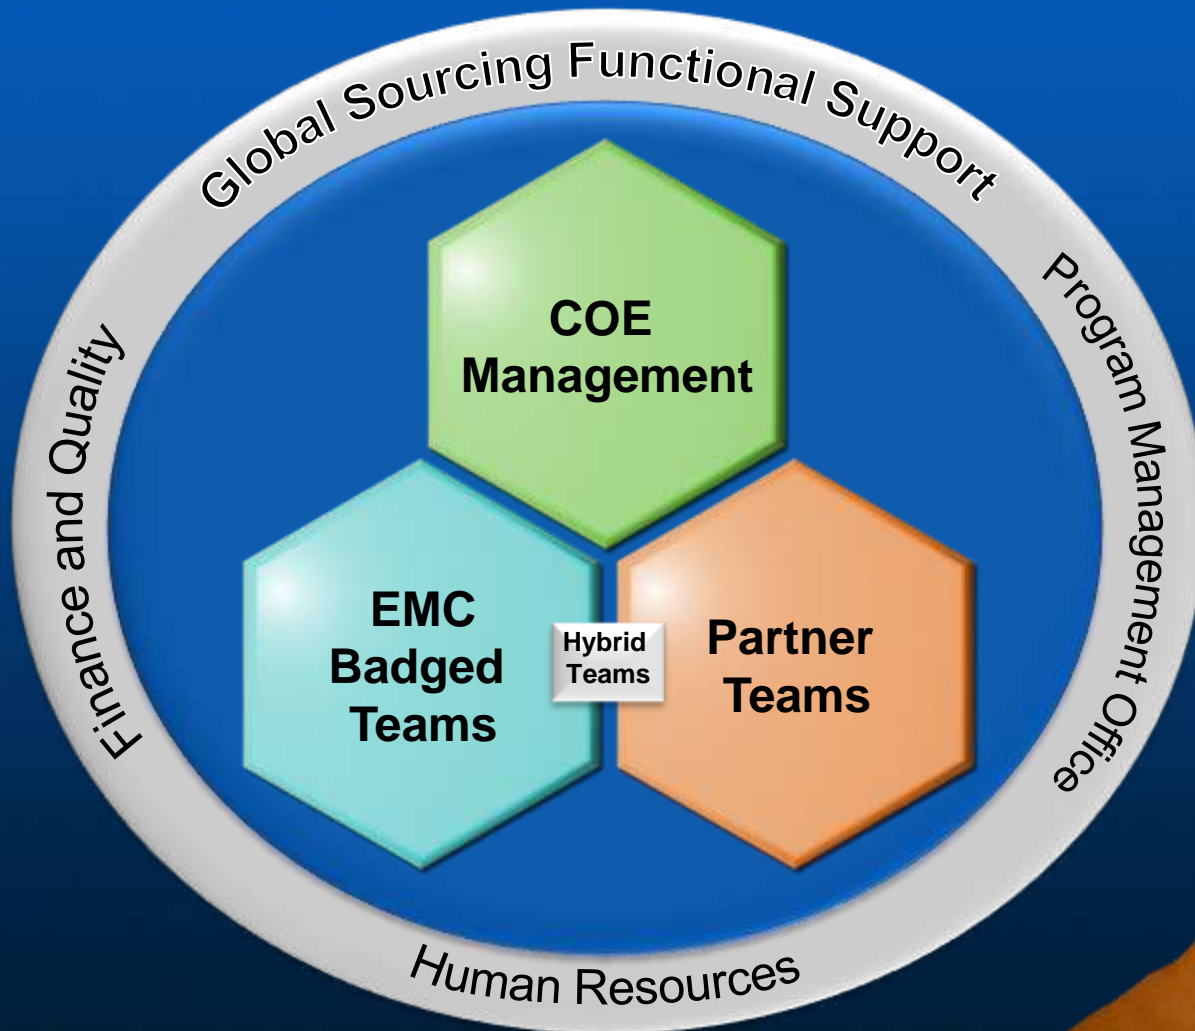 Global Sourcing Functional Support
Program Management Office
Finance and Quality
COE
Management
EMC
Badged
Teams
Hybrid
Teams
Partner
Teams
Human Resources